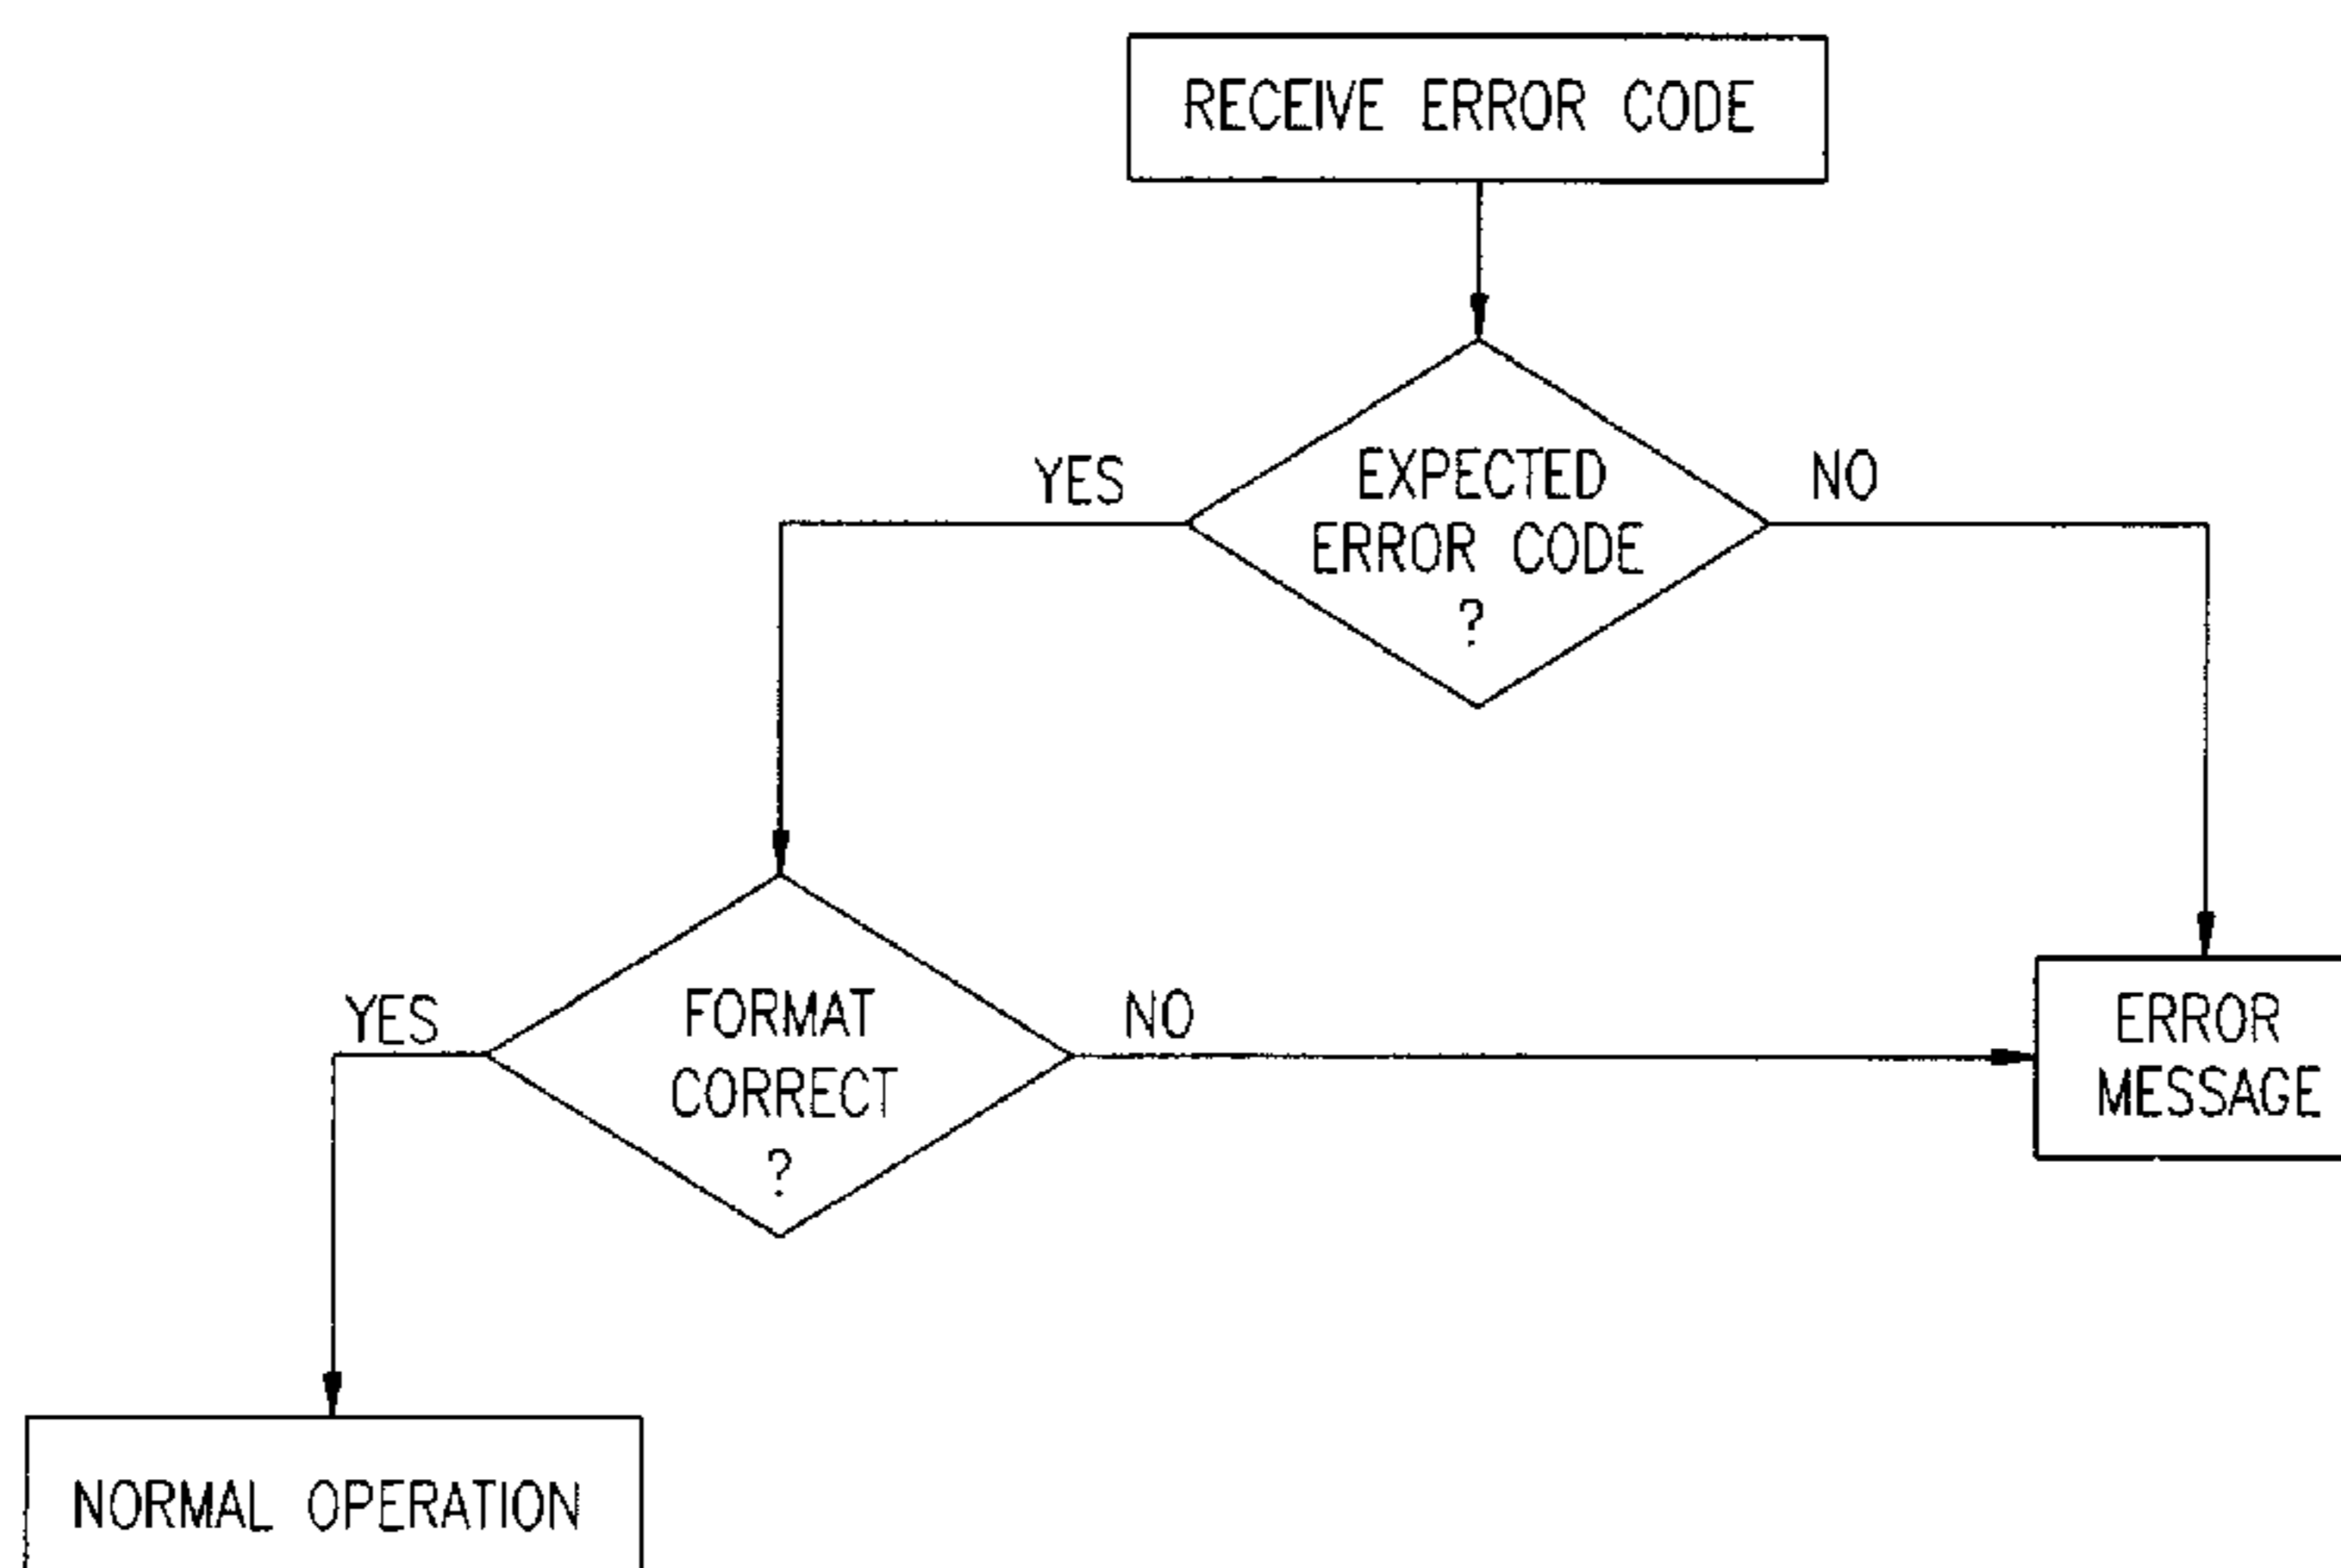 RECEIVE ERROR CODE
YES
EXPECTED
ERROR CODE
?
NO
YES
FORMAT
CORRECT
?
NO
ERROR
MESSAGE
NORMAL OPERATION